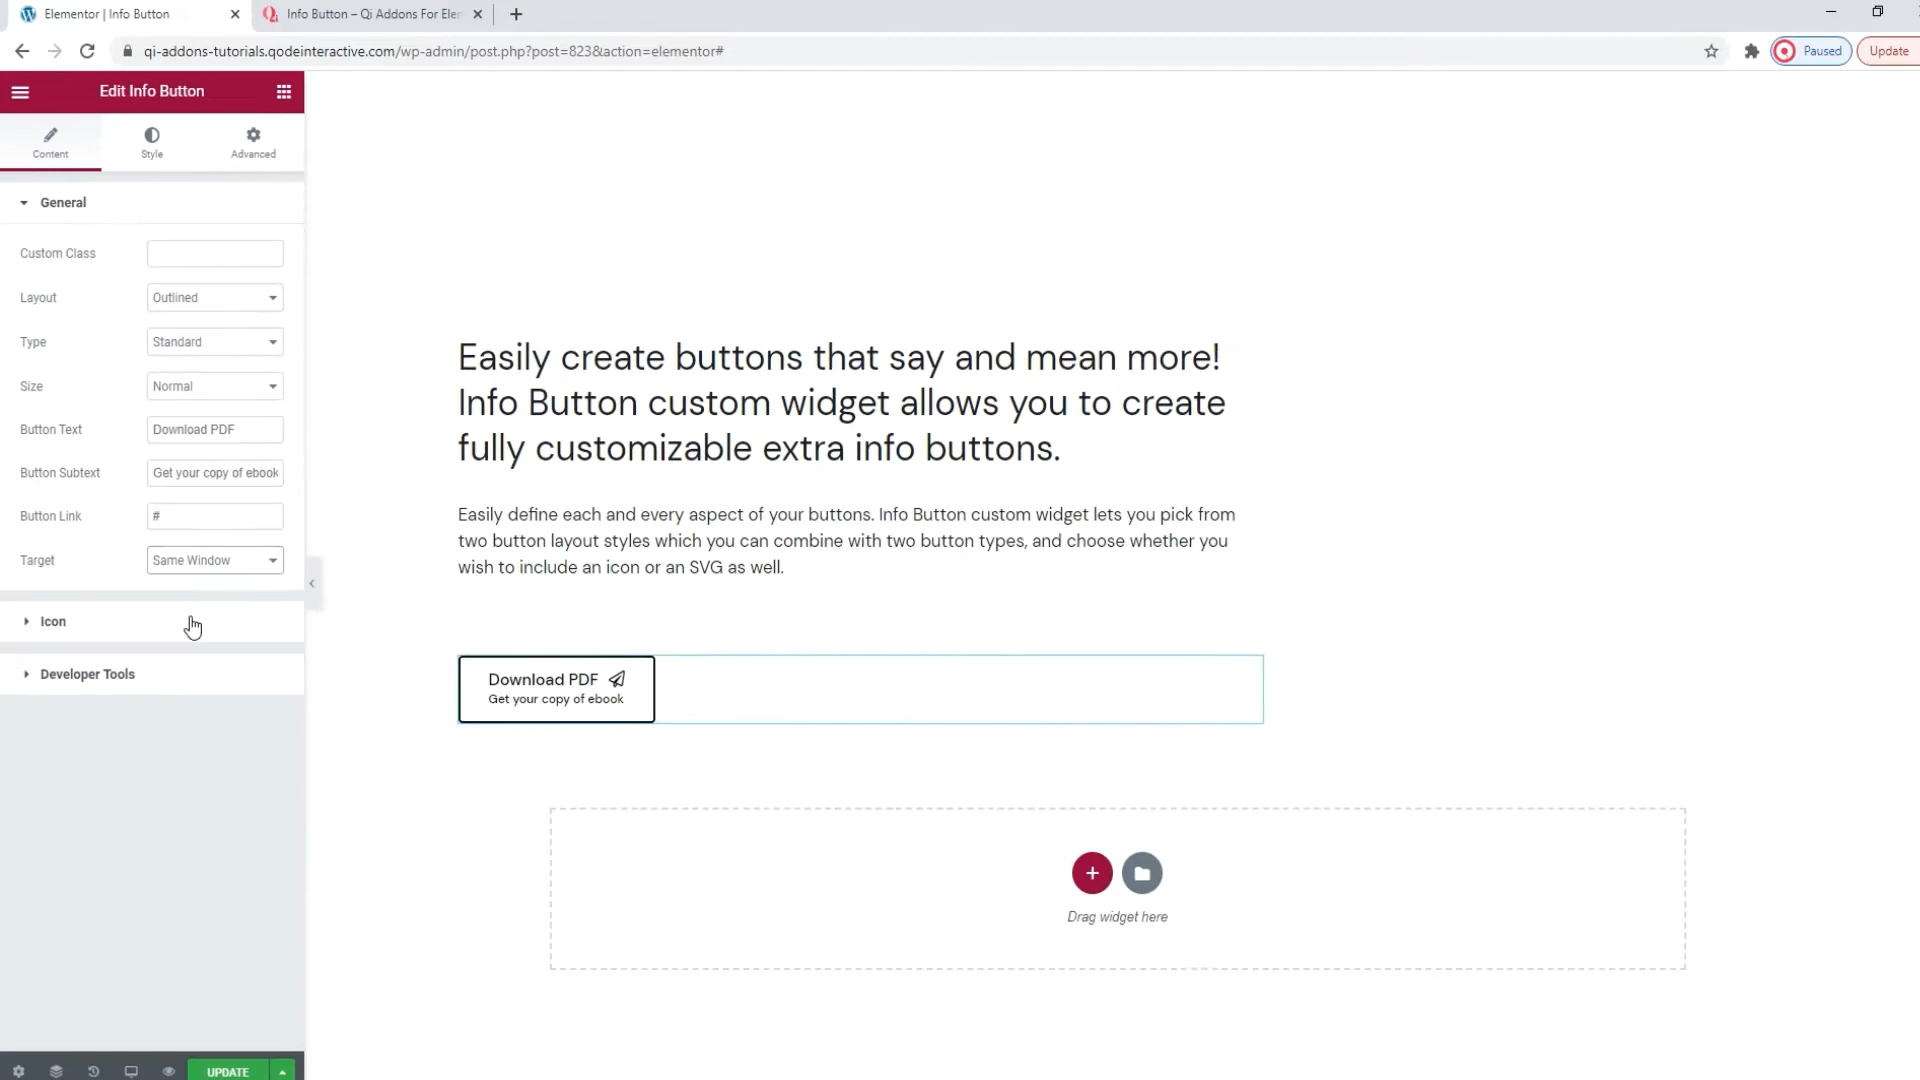 Elementor | Info Button
Info Button – Qi Addons For Elem
qi-addons-tutorials.qodeinteractive.com/wp-admin/post.php?post=823&action=elementor#
Paused
Update
Edit Info Button
Content
Style
Advanced
General
Custom Class
Layout
Outlined
Type
Standard
Size
Normal
Button Text
Download PDF
Button Subtext
Get your copy of ebook
Button Link
#
Target
Same Window
Icon
Developer Tools
UPDATE
Easily create buttons that say and mean more!
Info Button custom widget allows you to create
fully customizable extra info buttons.
Easily define each and every aspect of your buttons. Info Button custom widget lets you pick from
two button layout styles which you can combine with two button types, and choose whether you
wish to include an icon or an SVG as well.
Download PDF
Get your copy of ebook
Drag widget here